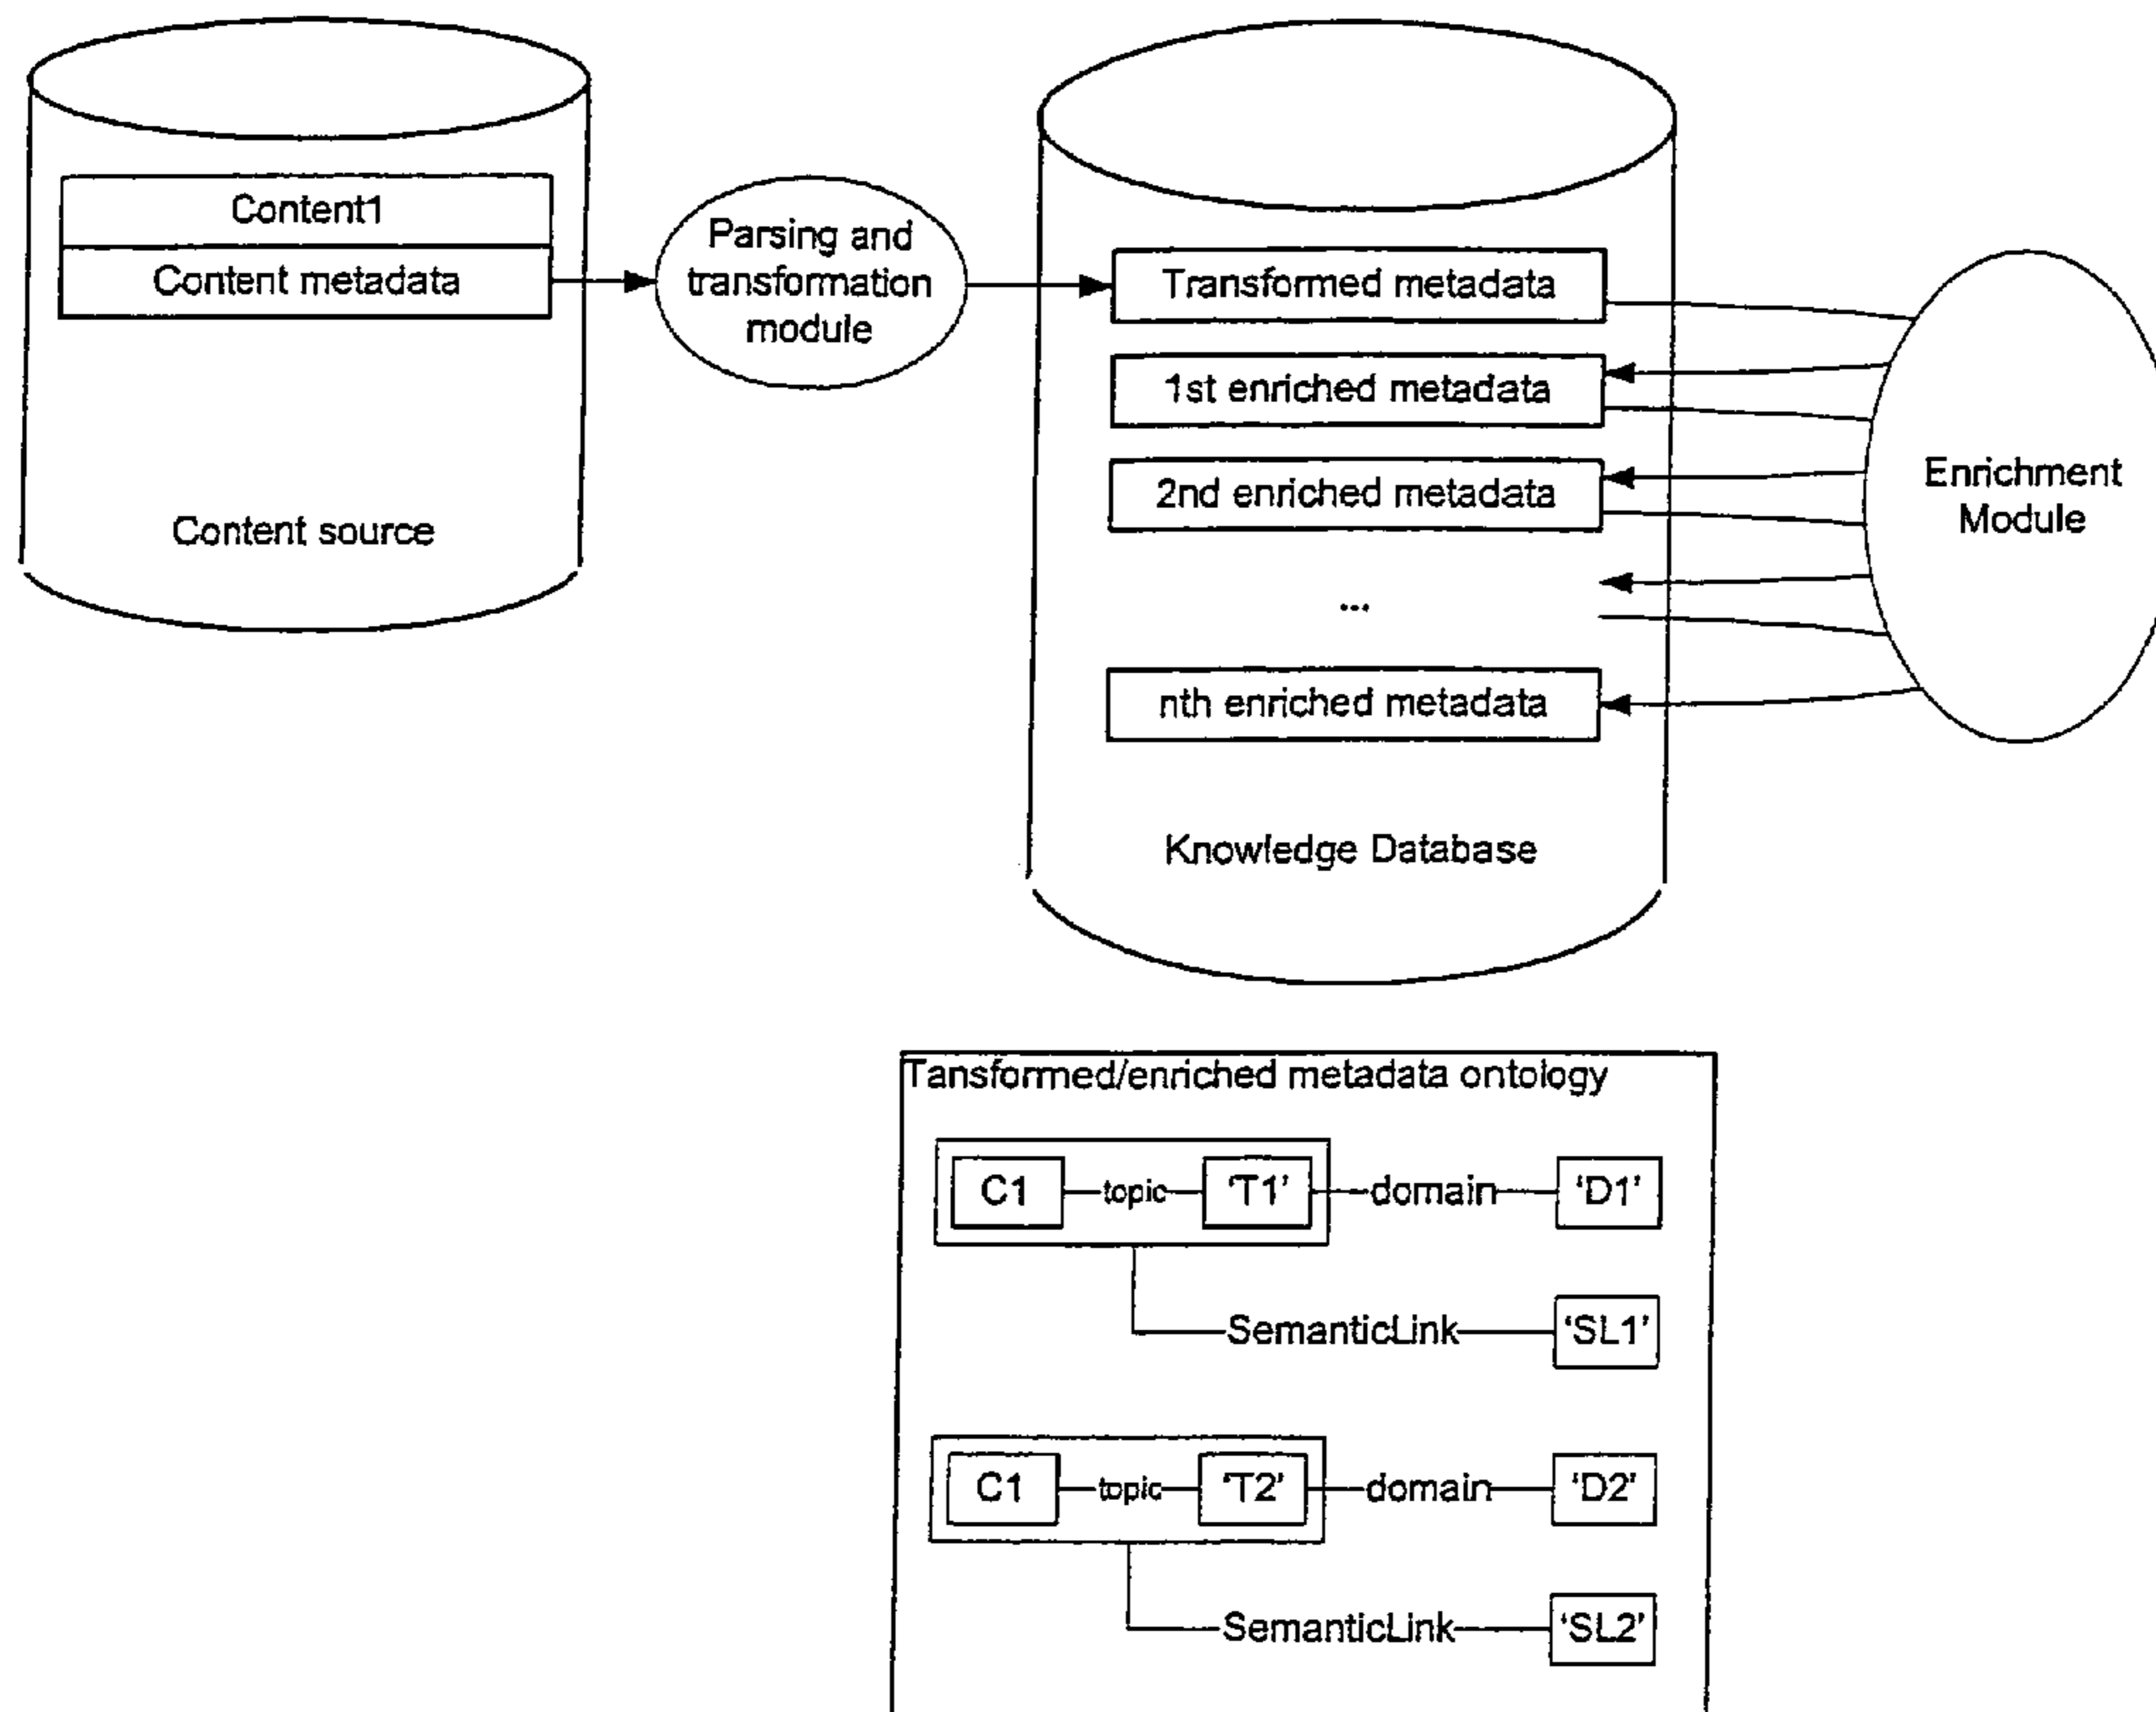 Content1
Content metadata
Content source
Parsing and
transformation
module
Transformed metadata
1st enriched metadata
2nd enriched metadata
...
nth enriched metadata
Knowledge Database
Enrichment
Module
Tansformed/enriched metadata ontology
C1 topic 'T1' domain 'D1'
SemanticLink 'SL1'
C1 topic 'T2' domain 'D2'
SemanticLink 'SL2'